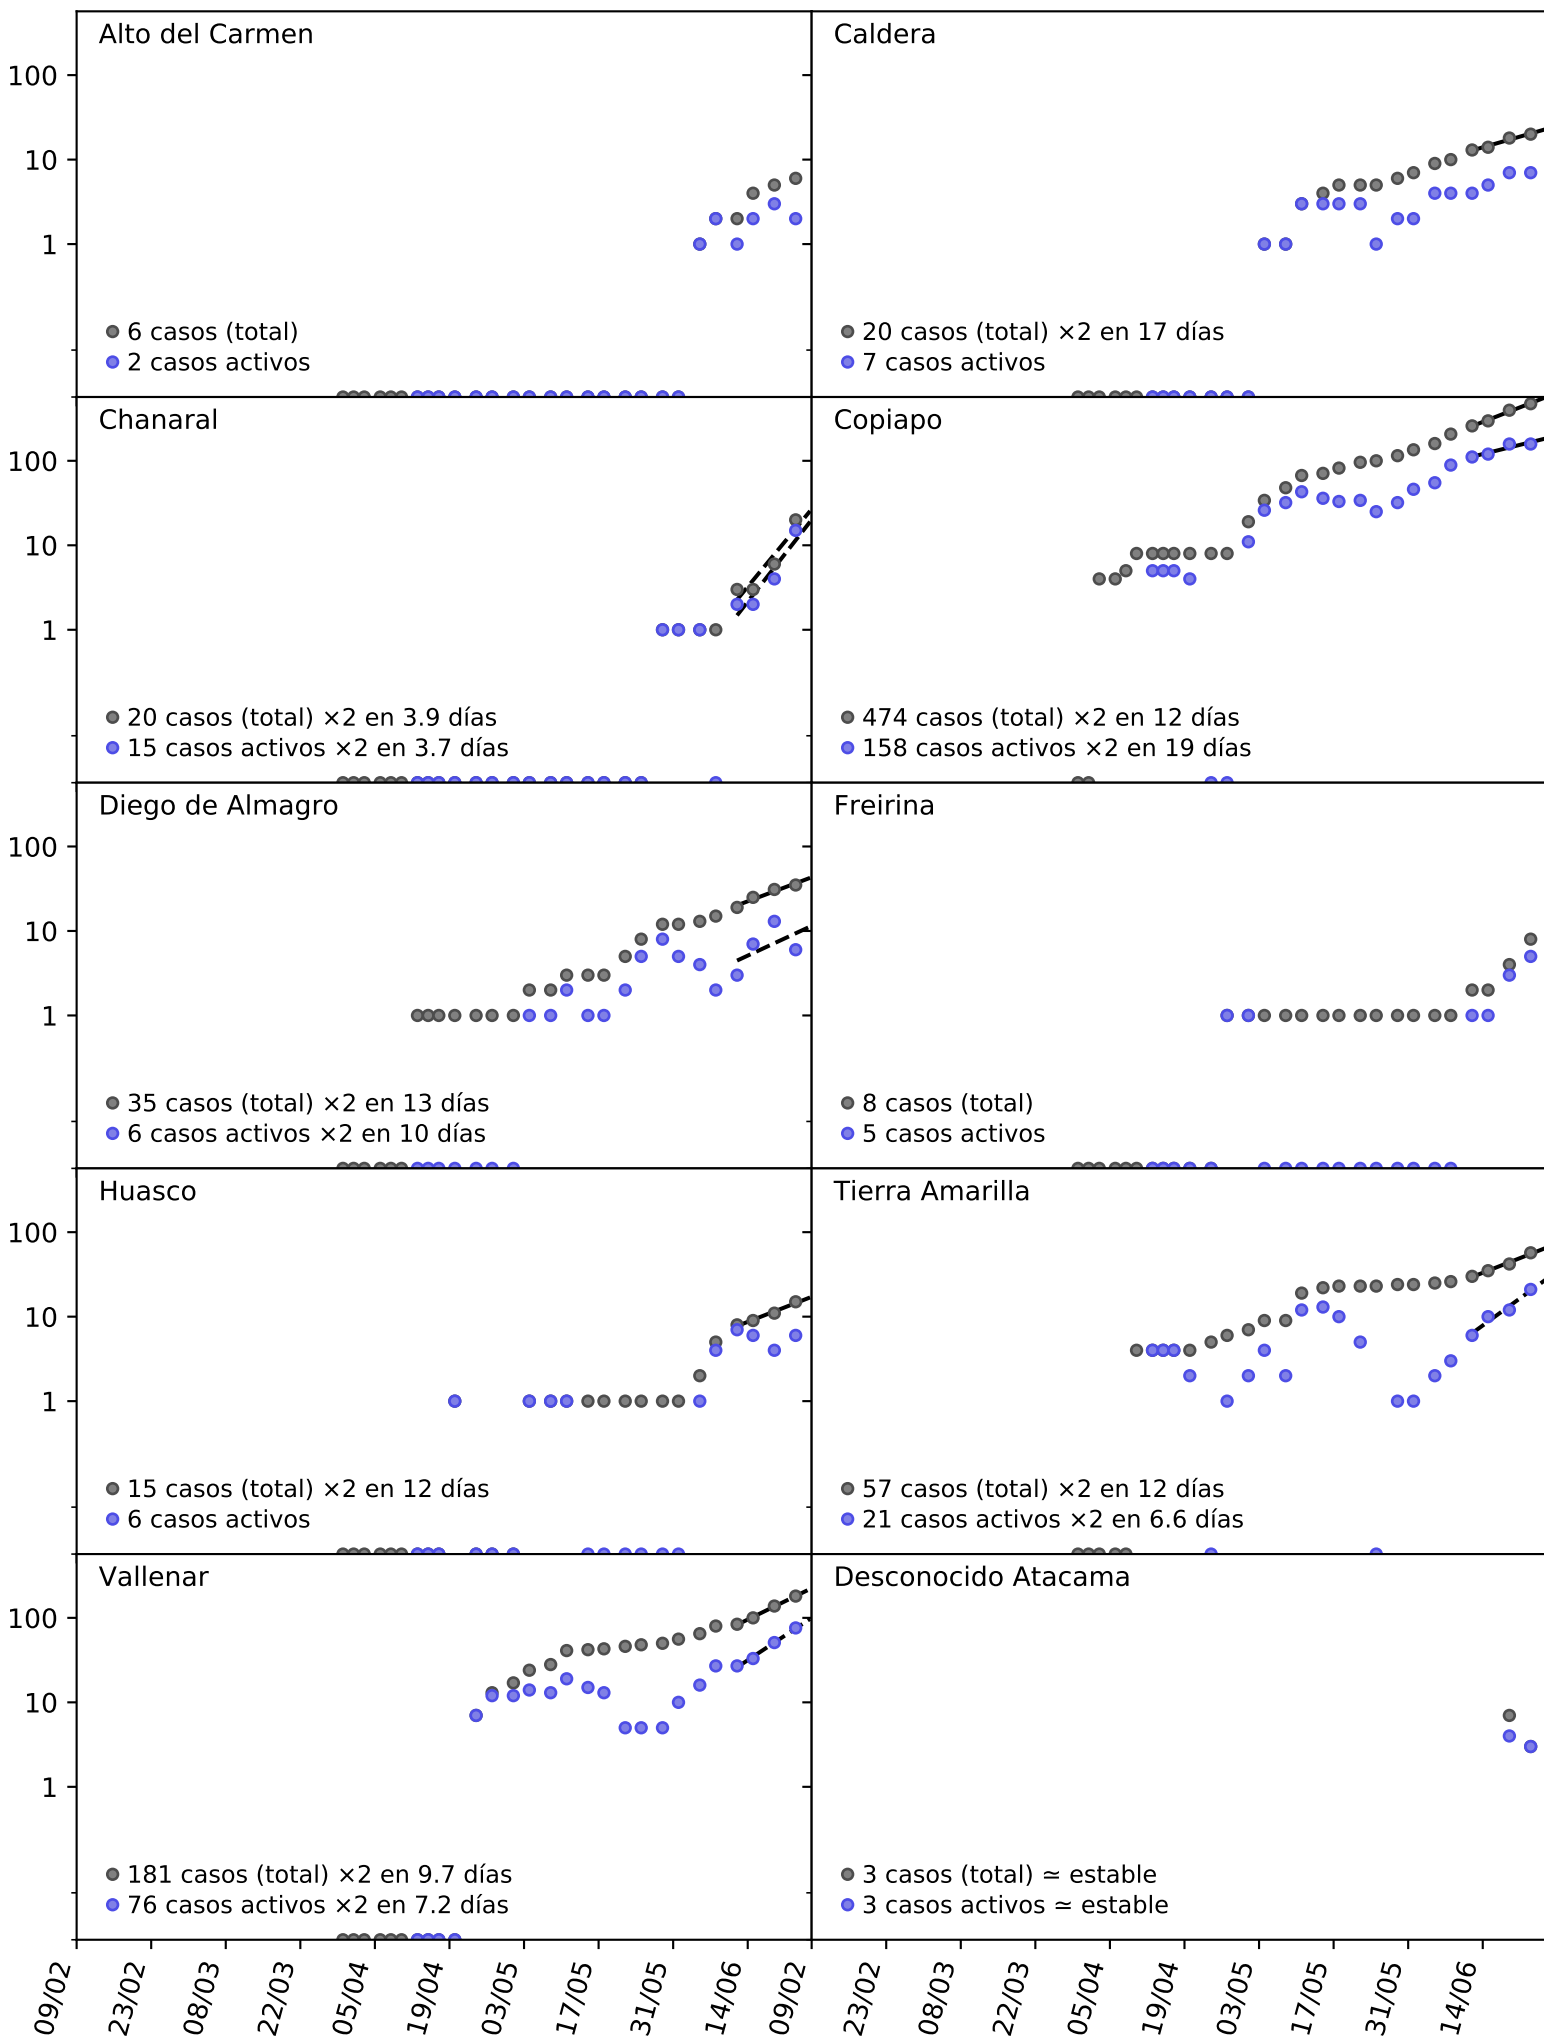 Alto del Carmen
100
10
1
6 casos (total)
2 casos activos
Caldera
20 casos (total) ×2 en 17 días
7 casos activos
Chanaral
100
10
1
20 casos (total) ×2 en 3.9 días
15 casos activos ×2 en 3.7 días
Copiapo
474 casos (total) ×2 en 12 días
158 casos activos ×2 en 19 días
Diego de Almagro
100
10
1
35 casos (total) ×2 en 13 días
6 casos activos ×2 en 10 días
Freirina
8 casos (total)
5 casos activos
Huasco
100
10
1
15 casos (total) ×2 en 12 días
6 casos activos
Tierra Amarilla
57 casos (total) ×2 en 12 días
21 casos activos ×2 en 6.6 días
Vallenar
100
10
1
181 casos (total) ×2 en 9.7 días
76 casos activos ×2 en 7.2 días
Desconocido Atacama
3 casos (total) ≃ estable
3 casos activos ≃ estable
09/02
23/02
08/03
22/03
05/04
19/04
03/05
17/05
31/05
14/06
09/02
23/02
08/03
22/03
05/04
19/04
03/05
17/05
31/05
14/06